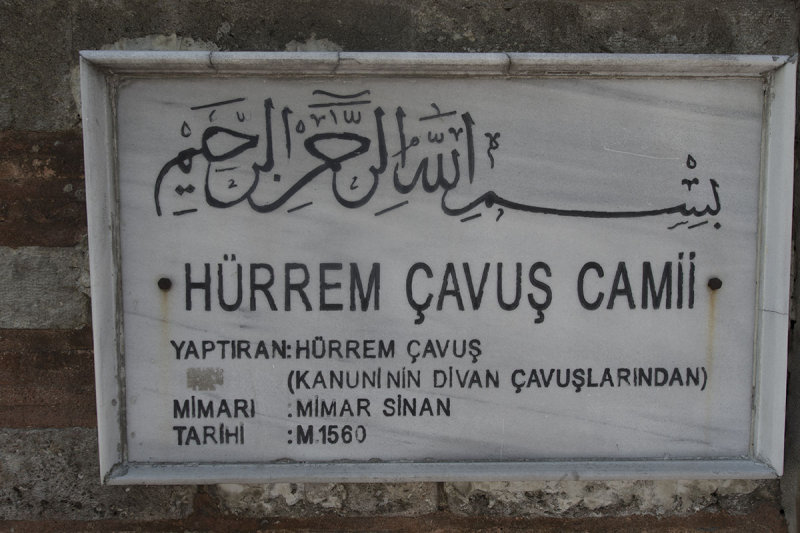 بسم الله الرحمن الرحيم
HÜRREM ÇAVUŞ CAMİİ
YAPTIRAN:HÜRREM ÇAVUŞ
(KANUNİ NİN DİVAN ÇAVUŞLARINDAN)
MİMARI :MİMAR SİNAN
TARİHİ :M.1560